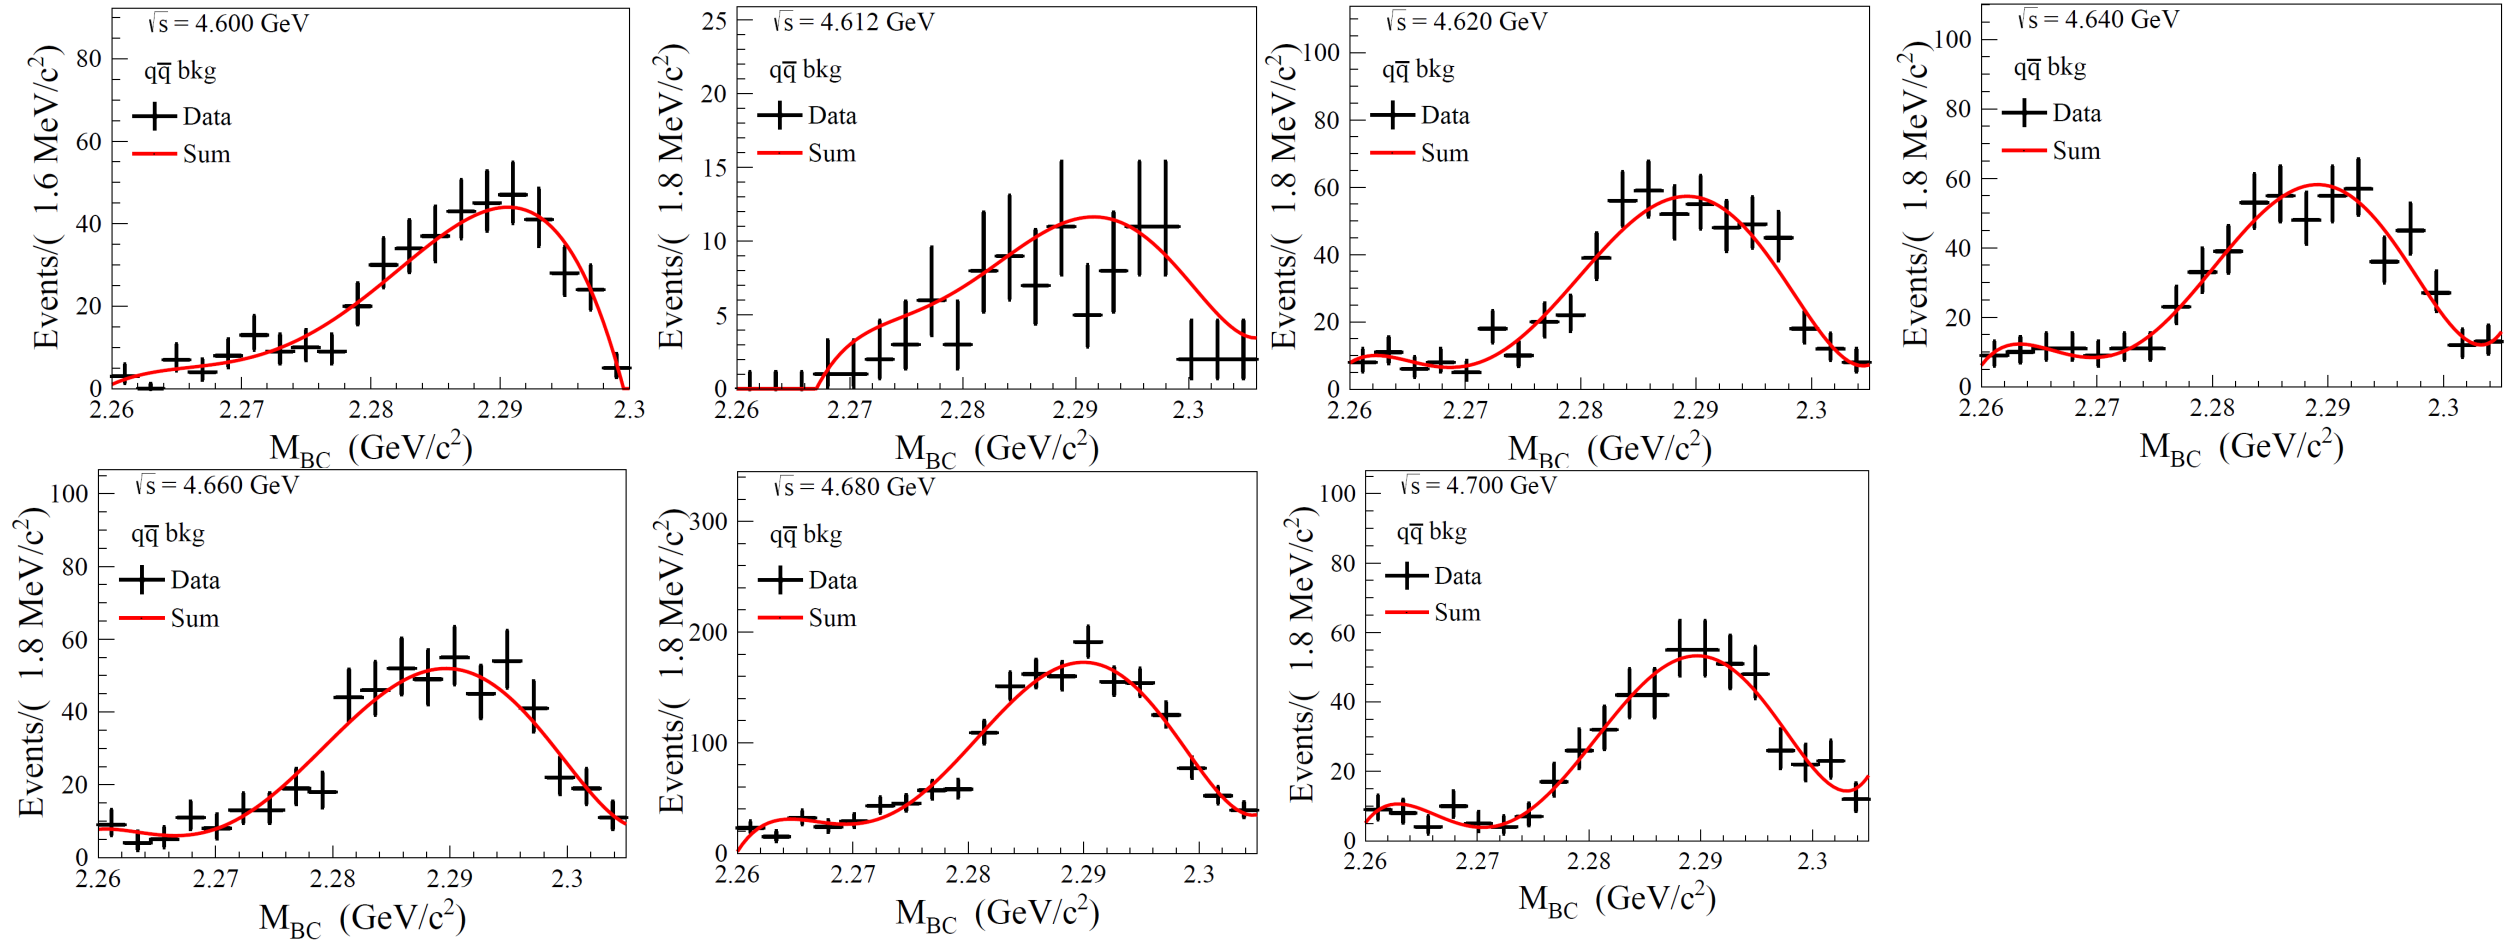 √s = 4.600 GeV
qq̅ bkg
Data
Sum
Events/( 1.6 MeV/c²)
0
20
40
60
80
2.26 2.27 2.28 2.29 2.3
M_BC (GeV/c²)
√s = 4.612 GeV
qq̅ bkg
Data
Sum
Events/( 1.8 MeV/c²)
0
5
10
15
20
25
2.26 2.27 2.28 2.29 2.3
M_BC (GeV/c²)
√s = 4.620 GeV
qq̅ bkg
Data
Sum
Events/( 1.8 MeV/c²)
0
20
40
60
80
100
2.26 2.27 2.28 2.29 2.3
M_BC (GeV/c²)
√s = 4.640 GeV
qq̅ bkg
Data
Sum
Events/( 1.8 MeV/c²)
0
20
40
60
80
100
2.26 2.27 2.28 2.29 2.3
M_BC (GeV/c²)
√s = 4.660 GeV
qq̅ bkg
Data
Sum
Events/( 1.8 MeV/c²)
0
20
40
60
80
100
2.26 2.27 2.28 2.29 2.3
M_BC (GeV/c²)
√s = 4.680 GeV
qq̅ bkg
Data
Sum
Events/( 1.8 MeV/c²)
0
100
200
300
2.26 2.27 2.28 2.29 2.3
M_BC (GeV/c²)
√s = 4.700 GeV
qq̅ bkg
Data
Sum
Events/( 1.8 MeV/c²)
0
20
40
60
80
100
2.26 2.27 2.28 2.29 2.3
M_BC (GeV/c²)